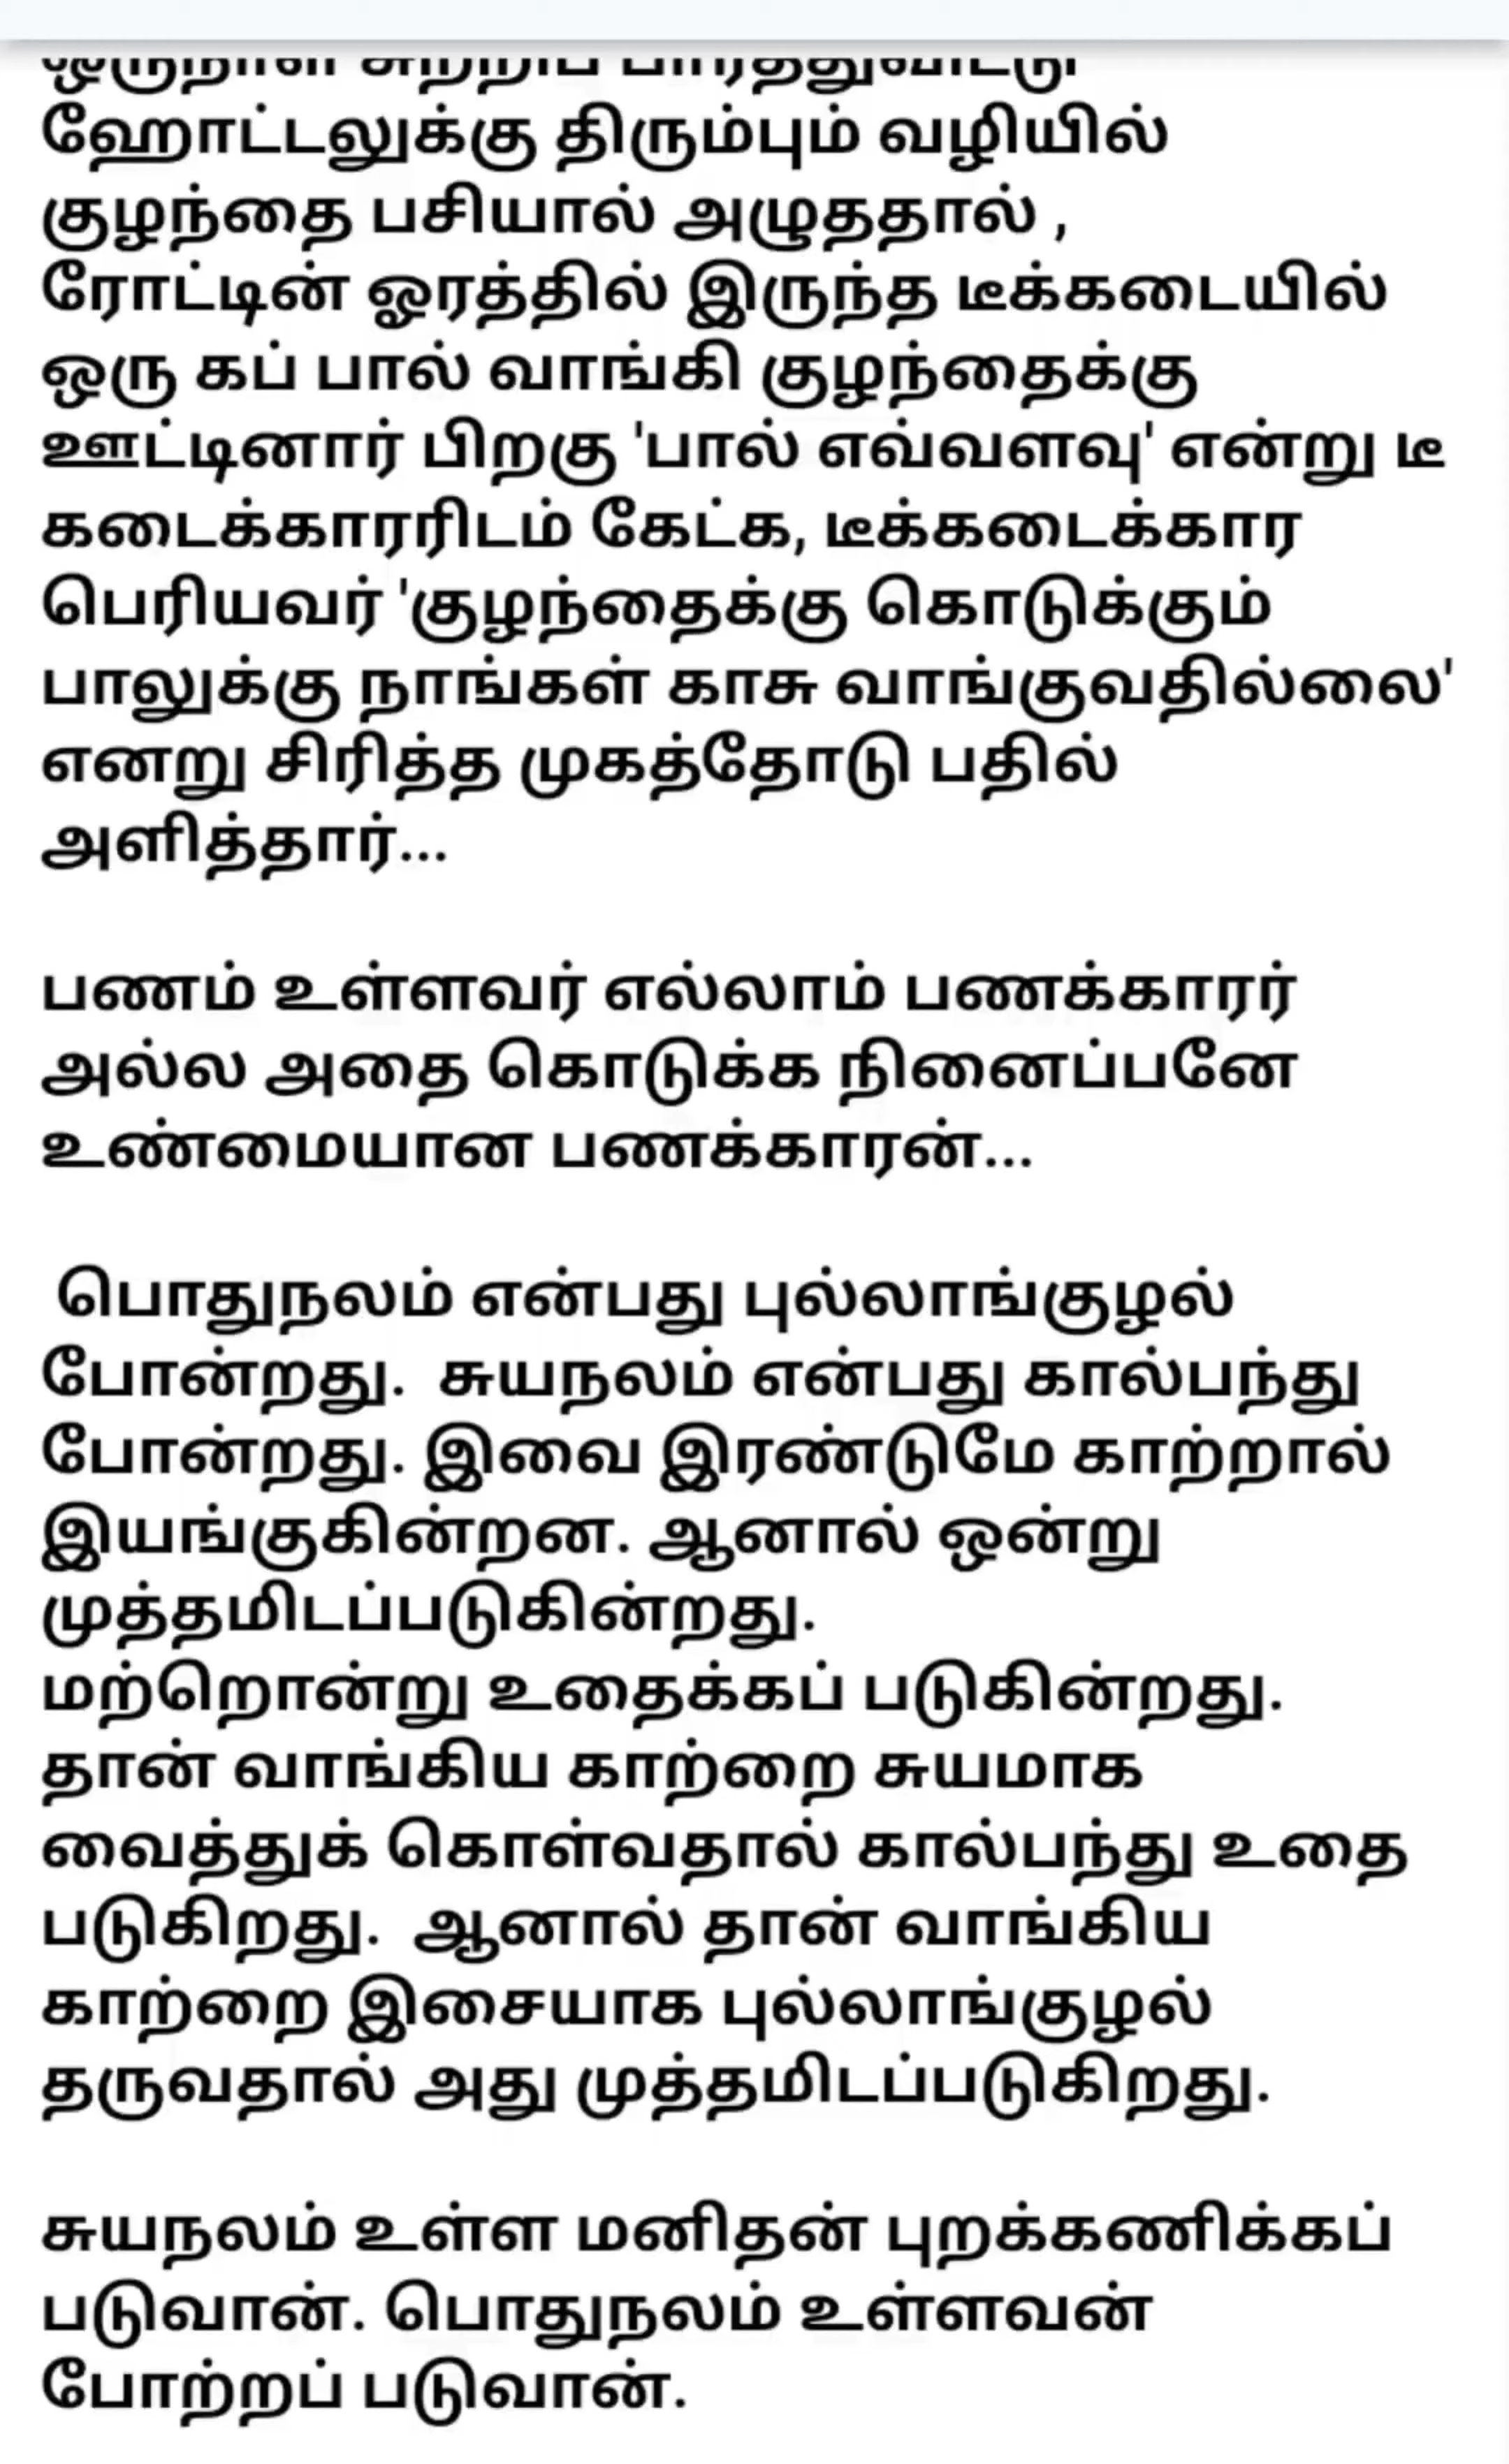 ஒருநாள் சுற்றிப் பார்த்துவிட்டு
ஹோட்டலுக்கு திரும்பும் வழியில்
குழந்தை பசியால் அழுததால் ,
ரோட்டின் ஓரத்தில் இருந்த டீக்கடையில்
ஒரு கப் பால் வாங்கி குழந்தைக்கு
ஊட்டினார் பிறகு 'பால் எவ்வளவு' என்று டீ
கடைக்காரரிடம் கேட்க, டீக்கடைக்கார
பெரியவர் 'குழந்தைக்கு கொடுக்கும்
பாலுக்கு நாங்கள் காசு வாங்குவதில்லை'
எனறு சிரித்த முகத்தோடு பதில்
அளித்தார்...
பணம் உள்ளவர் எல்லாம் பணக்காரர்
அல்ல அதை கொடுக்க நினைப்பனே
உண்மையான பணக்காரன்...
பொதுநலம் என்பது புல்லாங்குழல்
போன்றது. சுயநலம் என்பது கால்பந்து
போன்றது. இவை இரண்டுமே காற்றால்
இயங்குகின்றன. ஆனால் ஒன்று
முத்தமிடப்படுகின்றது.
மற்றொன்று உதைக்கப் படுகின்றது.
தான் வாங்கிய காற்றை சுயமாக
வைத்துக் கொள்வதால் கால்பந்து உதை
படுகிறது. ஆனால் தான் வாங்கிய
காற்றை இசையாக புல்லாங்குழல்
தருவதால் அது முத்தமிடப்படுகிறது.
சுயநலம் உள்ள மனிதன் புறக்கணிக்கப்
படுவான். பொதுநலம் உள்ளவன்
போற்றப் படுவான்.